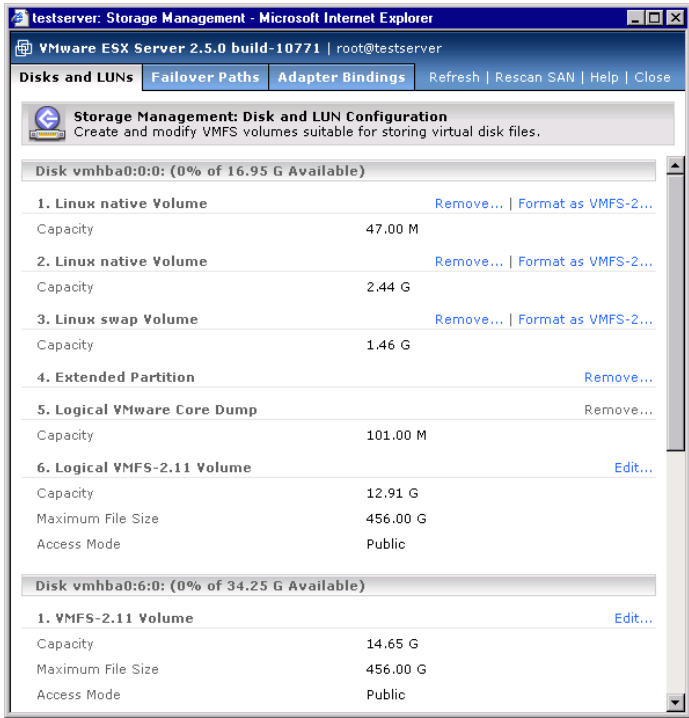 testserver: Storage Management - Microsoft Internet Explorer
VMware ESX Server 2.5.0 build-10771 | root@testserver
Disks and LUNs Failover Paths Adapter Bindings Refresh | Rescan SAN | Help | Close
Storage Management: Disk and LUN Configuration
Create and modify VMFS volumes suitable for storing virtual disk files.
Disk vmhba0:0:0: (0% of 16.95 G Available)
1. Linux native Volume Remove... | Format as VMFS-2...
Capacity 47.00 M
2. Linux native Volume Remove... | Format as VMFS-2...
Capacity 2.44 G
3. Linux swap Volume Remove... | Format as VMFS-2...
Capacity 1.46 G
4. Extended Partition Remove...
5. Logical VMware Core Dump Remove...
Capacity 101.00 M
6. Logical VMFS-2.11 Volume Edit...
Capacity 12.91 G
Maximum File Size 456.00 G
Access Mode Public
Disk vmhba0:6:0: (0% of 34.25 G Available)
1. VMFS-2.11 Volume Edit...
Capacity 14.65 G
Maximum File Size 456.00 G
Access Mode Public